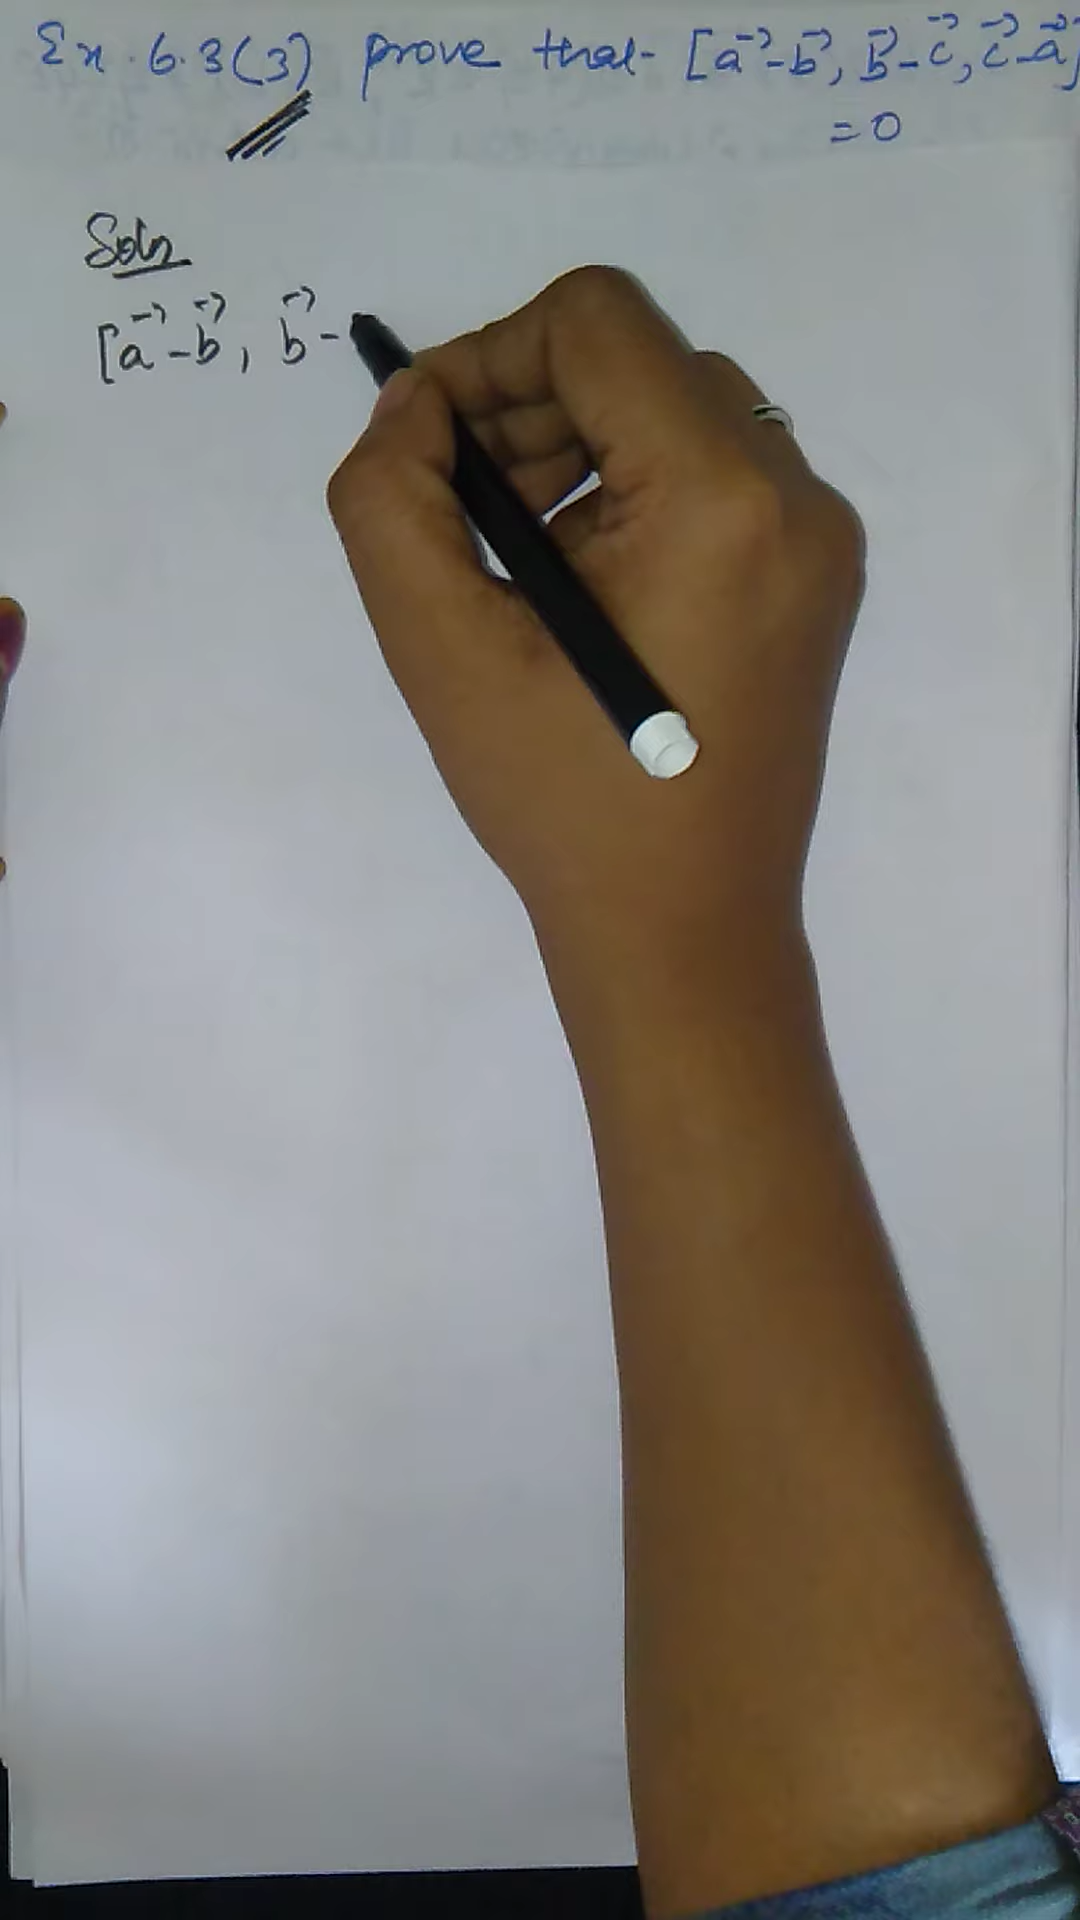 Ex. 6.3(3) prove that [a⃗-b⃗, b⃗-c⃗, c⃗-a⃗]
=0
Soln
[a⃗-b⃗, b⃗-